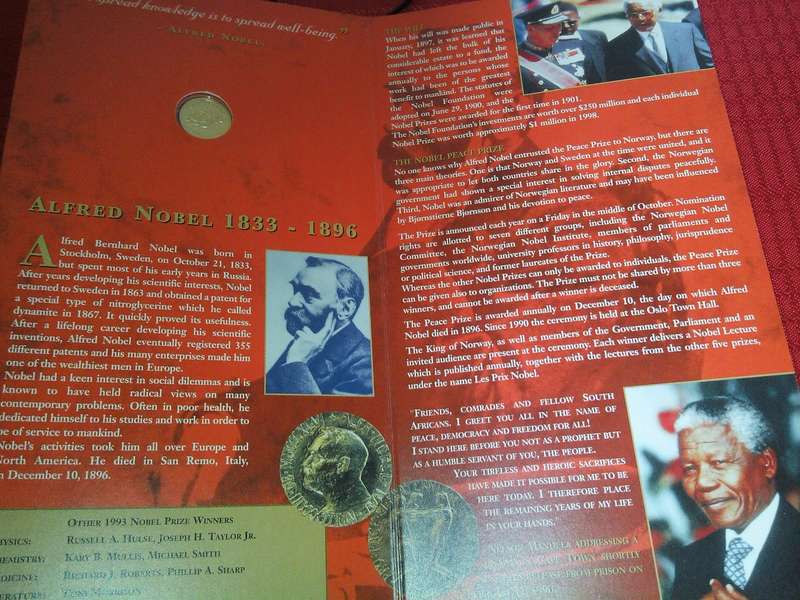 spread knowledge is to spread well-being."
- ALFRED NOBEL.
ALFRED NOBEL 1833 - 1896
Alfred Bernhard Nobel was born in
Stockholm, Sweden, on October 21, 1833,
but spent most of his early years in Russia.
After years developing his scientific interests, Nobel
returned to Sweden in 1863 and obtained a patent for
a special type of nitroglycerine which he called
dynamite in 1867. It quickly proved its usefulness.
After a lifelong career developing his scientific
inventions, Alfred Nobel eventually registered 355
different patents and his many enterprises made him
one of the wealthiest men in Europe.
Nobel had a keen interest in social dilemmas and is
known to have held radical views on many
contemporary problems. Often in poor health, he
dedicated himself to his studies and work in order to
be of service to mankind.
Nobel's activities took him all over Europe and
North America. He died in San Remo, Italy,
on December 10, 1896.
OTHER 1993 NOBEL PRIZE WINNERS
PHYSICS: RUSSELL A. HULSE, JOSEPH H. TAYLOR JR.
CHEMISTRY: KARY B. MULLIS, MICHAEL SMITH
MEDICINE: RICHARD J. ROBERTS, PHILLIP A. SHARP
LITERATURE: TONI MORRISON
THE WILL
When his will was made public in
January, 1897, it was learned that
Nobel had left the bulk of his
considerable estate to a fund, the
interest of which was to be awarded
annually to the persons whose
work had been of the greatest
benefit to mankind. The statutes of
the Nobel Foundation were
adopted on June 29, 1900, and the
Nobel Prizes were awarded for the first time in 1901.
The Nobel Foundation's investments are worth over $250 million and each individual
Nobel Prize was worth approximately $1 million in 1998.
THE NOBEL PEACE PRIZE
No one knows why Alfred Nobel entrusted the Peace Prize to Norway, but there are
three main theories. One is that Norway and Sweden at the time were united, and it
was appropriate to let both countries share in the glory. Second, the Norwegian
government had shown a special interest in solving internal disputes peacefully.
Third, Nobel was an admirer of Norwegian literature and may have been influenced
by Bjørnstierne Bjørnson and his devotion to peace.
The Prize is announced each year on a Friday in the middle of October. Nomination
rights are allotted to seven different groups, including the Norwegian Nobel
Committee, the Norwegian Nobel Institute, members of parliaments and
governments worldwide, university professors in history, philosophy, jurisprudence
or political science, and former laureates of the Prize.
Whereas the other Nobel Prizes can only be awarded to individuals, the Peace Prize
can be given also to organizations. The Prize must not be shared by more than three
winners, and cannot be awarded after a winner is deceased.
The Peace Prize is awarded annually on December 10, the day on which Alfred
Nobel died in 1896. Since 1990 the ceremony is held at the Oslo Town Hall.
The King of Norway, as well as members of the Government, Parliament and an
invited audience are present at the ceremony. Each winner delivers a Nobel Lecture
which is published annually, together with the lectures from the other five prizes,
under the name Les Prix Nobel.
"FRIENDS, COMRADES AND FELLOW SOUTH
AFRICANS. I GREET YOU ALL IN THE NAME OF
PEACE, DEMOCRACY AND FREEDOM FOR ALL!
I STAND HERE BEFORE YOU NOT AS A PROPHET BUT
AS A HUMBLE SERVANT OF YOU, THE PEOPLE.
YOUR TIRELESS AND HEROIC SACRIFICES
HAVE MADE IT POSSIBLE FOR ME TO BE
HERE TODAY. I THEREFORE PLACE
THE REMAINING YEARS OF MY LIFE
IN YOUR HANDS."
NELSON MANDELA ADDRESSING A
TOWN SHORTLY
RELEASE FROM PRISON ON